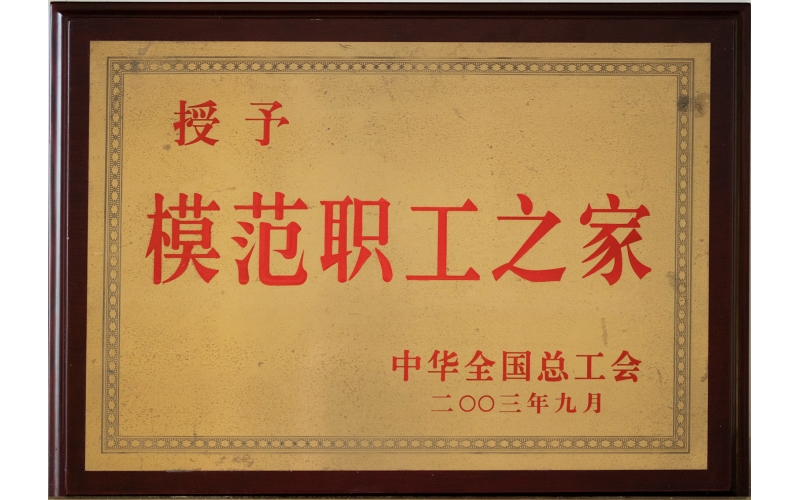 授予
模范职工之家
中华全国总工会
二〇〇三年九月